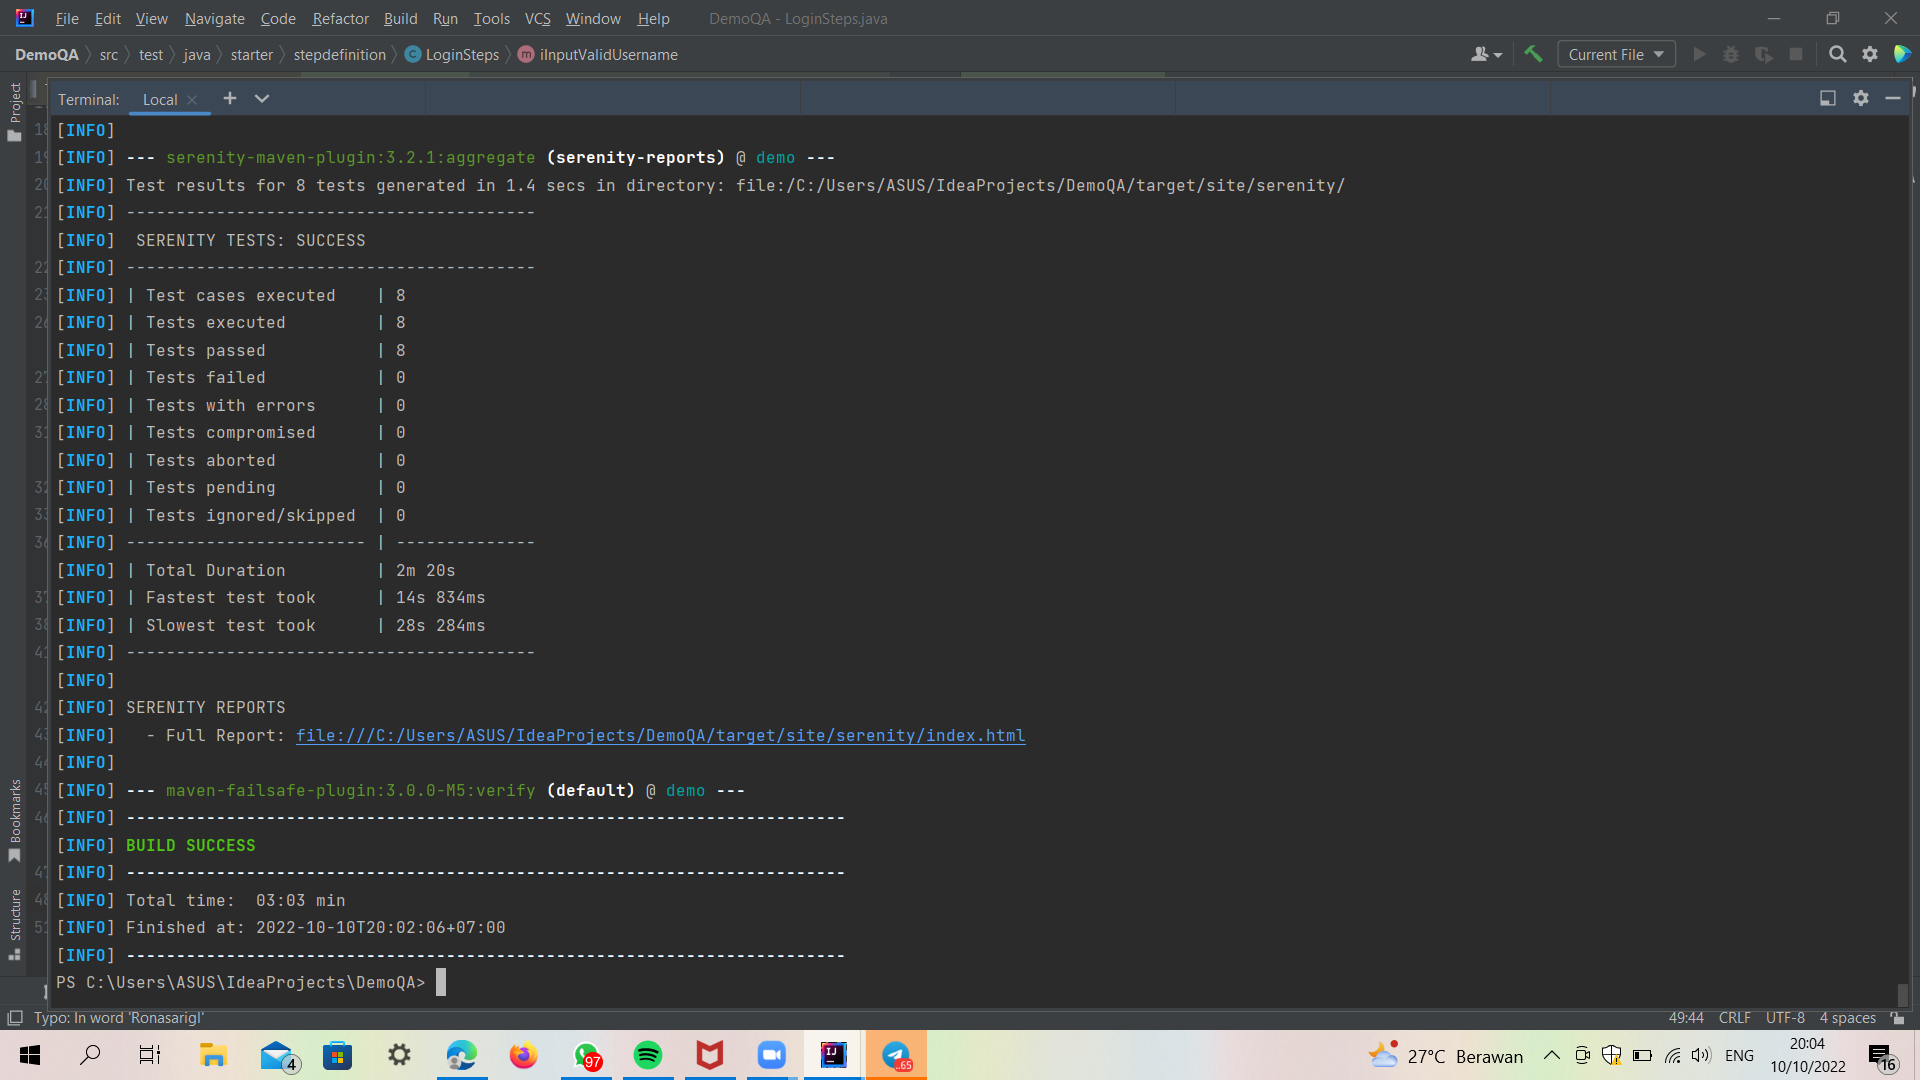 File Edit View Navigate Code Refactor Build Run Tools VCS Window Help DemoQA - LoginSteps.java
DemoQA src test java starter stepdefinition LoginSteps iInputValidUsername Current File
Project
Terminal: Local
[INFO]
[INFO] --- serenity-maven-plugin:3.2.1:aggregate (serenity-reports) @ demo ---
[INFO] Test results for 8 tests generated in 1.4 secs in directory: file:/C:/Users/ASUS/IdeaProjects/DemoQA/target/site/serenity/
[INFO] -----------------------------------------
[INFO]  SERENITY TESTS: SUCCESS
[INFO] -----------------------------------------
[INFO] | Test cases executed    | 8
[INFO] | Tests executed         | 8
[INFO] | Tests passed           | 8
[INFO] | Tests failed           | 0
[INFO] | Tests with errors      | 0
[INFO] | Tests compromised      | 0
[INFO] | Tests aborted          | 0
[INFO] | Tests pending          | 0
[INFO] | Tests ignored/skipped  | 0
[INFO] ------------------------ | --------------
[INFO] | Total Duration         | 2m 20s
[INFO] | Fastest test took      | 14s 834ms
[INFO] | Slowest test took      | 28s 284ms
[INFO] -----------------------------------------
[INFO]
[INFO] SERENITY REPORTS
[INFO]   - Full Report: file:///C:/Users/ASUS/IdeaProjects/DemoQA/target/site/serenity/index.html
[INFO]
[INFO] --- maven-failsafe-plugin:3.0.0-M5:verify (default) @ demo ---
[INFO] ------------------------------------------------------------------------
[INFO] BUILD SUCCESS
[INFO] ------------------------------------------------------------------------
[INFO] Total time:  03:03 min
[INFO] Finished at: 2022-10-10T20:02:06+07:00
[INFO] ------------------------------------------------------------------------
PS C:\Users\ASUS\IdeaProjects\DemoQA>
Bookmarks
Structure
Typo: In word 'Ronasarigl' 49:44 CRLF UTF-8 4 spaces
4 97 ..65 27°C Berawan ENG 20:04
10/10/2022 16